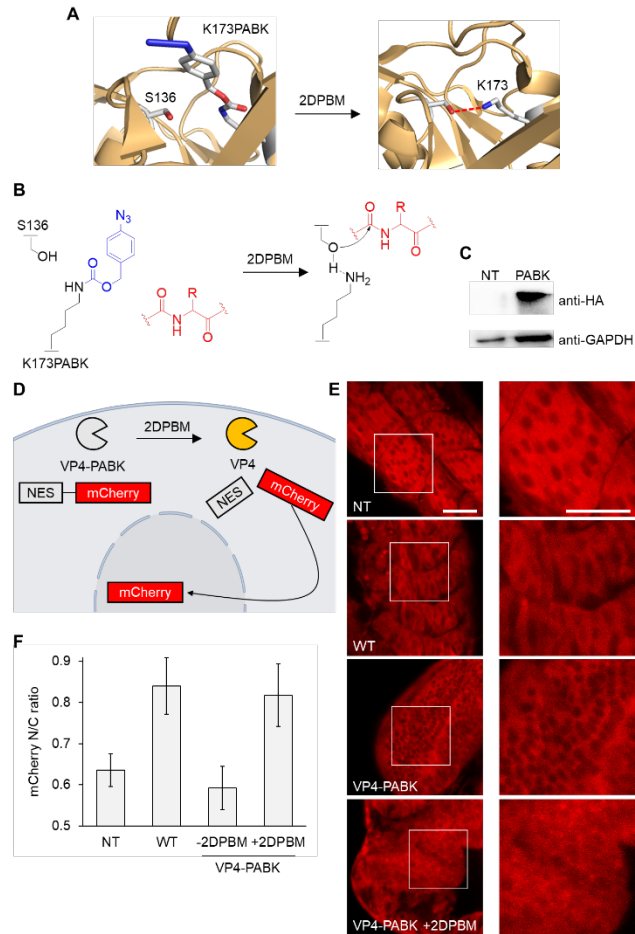 A
K173PABK
S136
2DPBM
K173
B
S136
OH
N₃
O
HN
O
K173PABK
O
N
H
R
O
2DPBM
O
H
NH₂
O
N
H
R
O
C
NT PABK
anti-HA
anti-GAPDH
D
2DPBM
VP4-PABK
VP4
NES mCherry
NES mCherry
mCherry
E
NT
WT
VP4-PABK
VP4-PABK +2DPBM
F
mCherry N/C ratio
0.9
0.8
0.7
0.6
0.5
NT WT -2DPBM +2DPBM
VP4-PABK